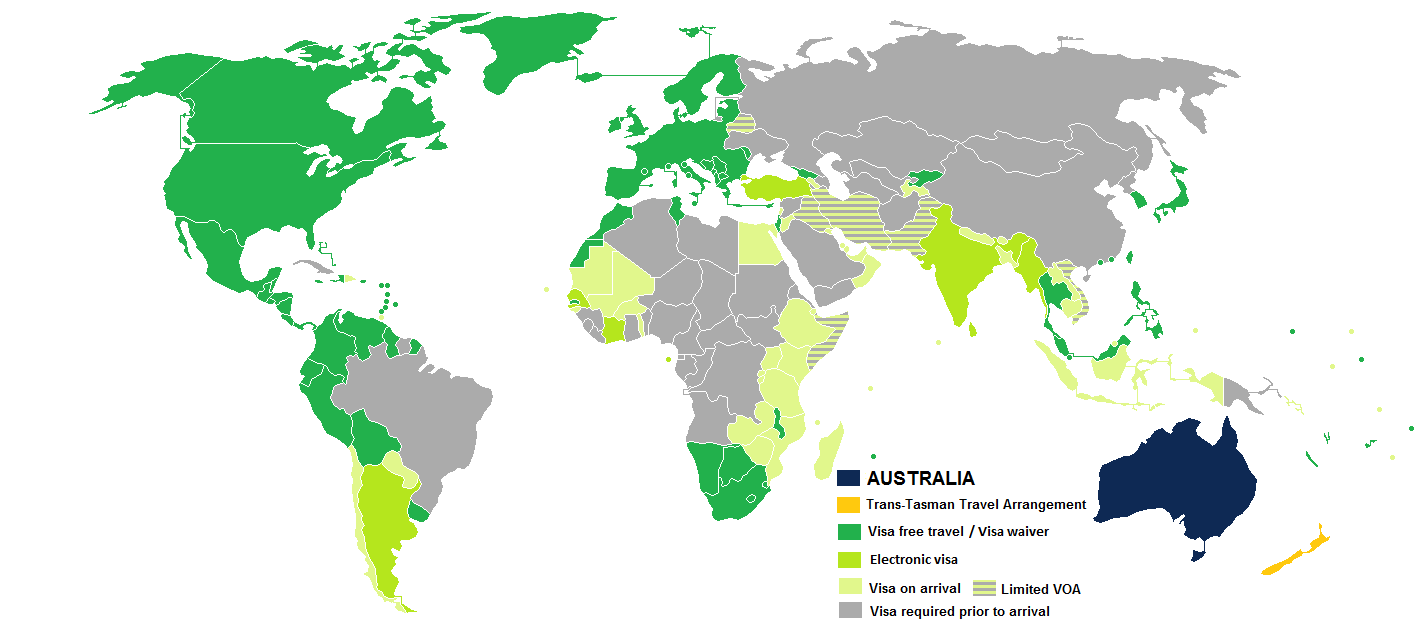 AUSTRALIA
Trans-Tasman Travel Arrangement
Visa free travel / Visa waiver
Electronic visa
Visa on arrival Limited VOA
Visa required prior to arrival